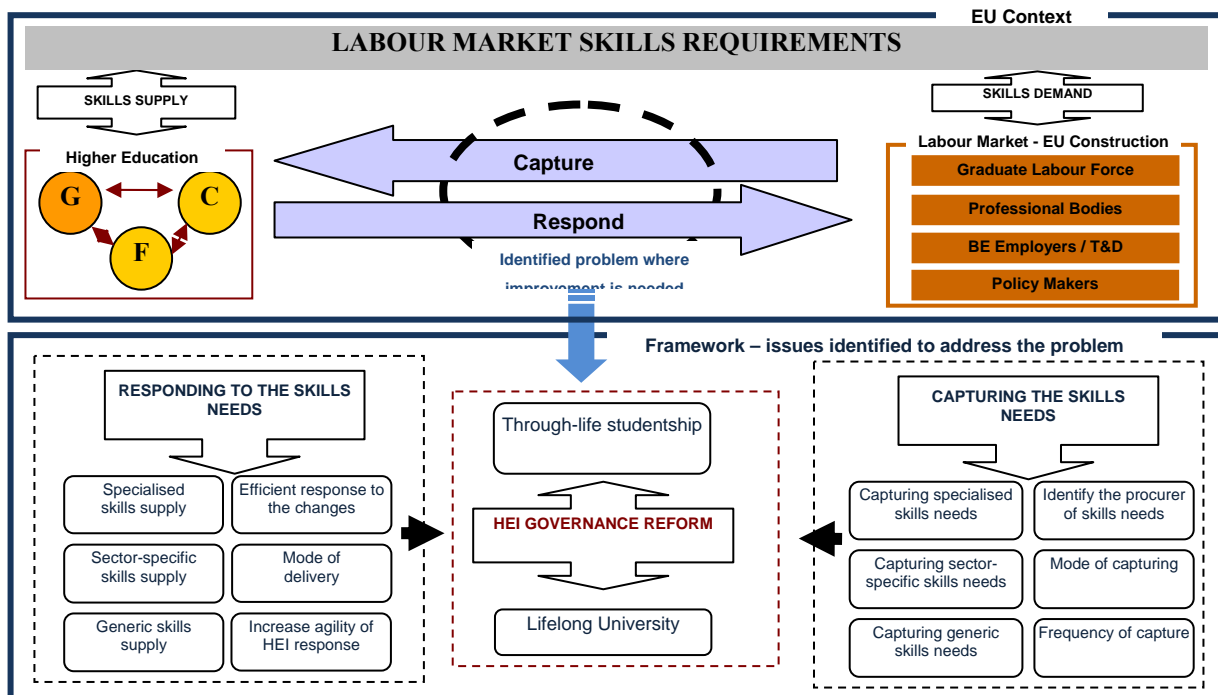 EU Context
LABOUR MARKET SKILLS REQUIREMENTS
SKILLS SUPPLY
SKILLS DEMAND
Higher Education
G
C
F
Capture
Respond
Identified problem where
improvement is needed
Labour Market - EU Construction
Graduate Labour Force
Professional Bodies
BE Employers / T&D
Policy Makers
Framework – issues identified to address the problem
RESPONDING TO THE SKILLS
NEEDS
Specialised
skills supply
Efficient response to
the changes
Sector-specific
skills supply
Mode of
delivery
Generic skills
supply
Increase agility of
HEI response
Through-life studentship
HEI GOVERNANCE REFORM
Lifelong University
CAPTURING THE SKILLS
NEEDS
Capturing specialised
skills needs
Identify the procurer
of skills needs
Capturing sector-
specific skills needs
Mode of capturing
Capturing generic
skills needs
Frequency of capture